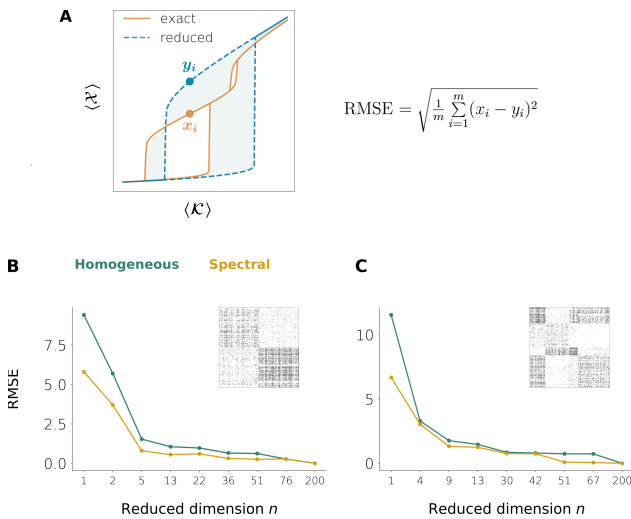 A
exact
reduced
y_i
x_i
⟨𝒳⟩
⟨𝒦⟩
RMSE = √(1/m ∑_{i=1}^{m} (x_i − y_i)^2)
B
Homogeneous Spectral
RMSE
7.5
5.0
2.5
0.0
1 2 5 13 22 36 51 76 200
Reduced dimension n
C
10
5
0
1 4 9 13 30 42 51 67 200
Reduced dimension n